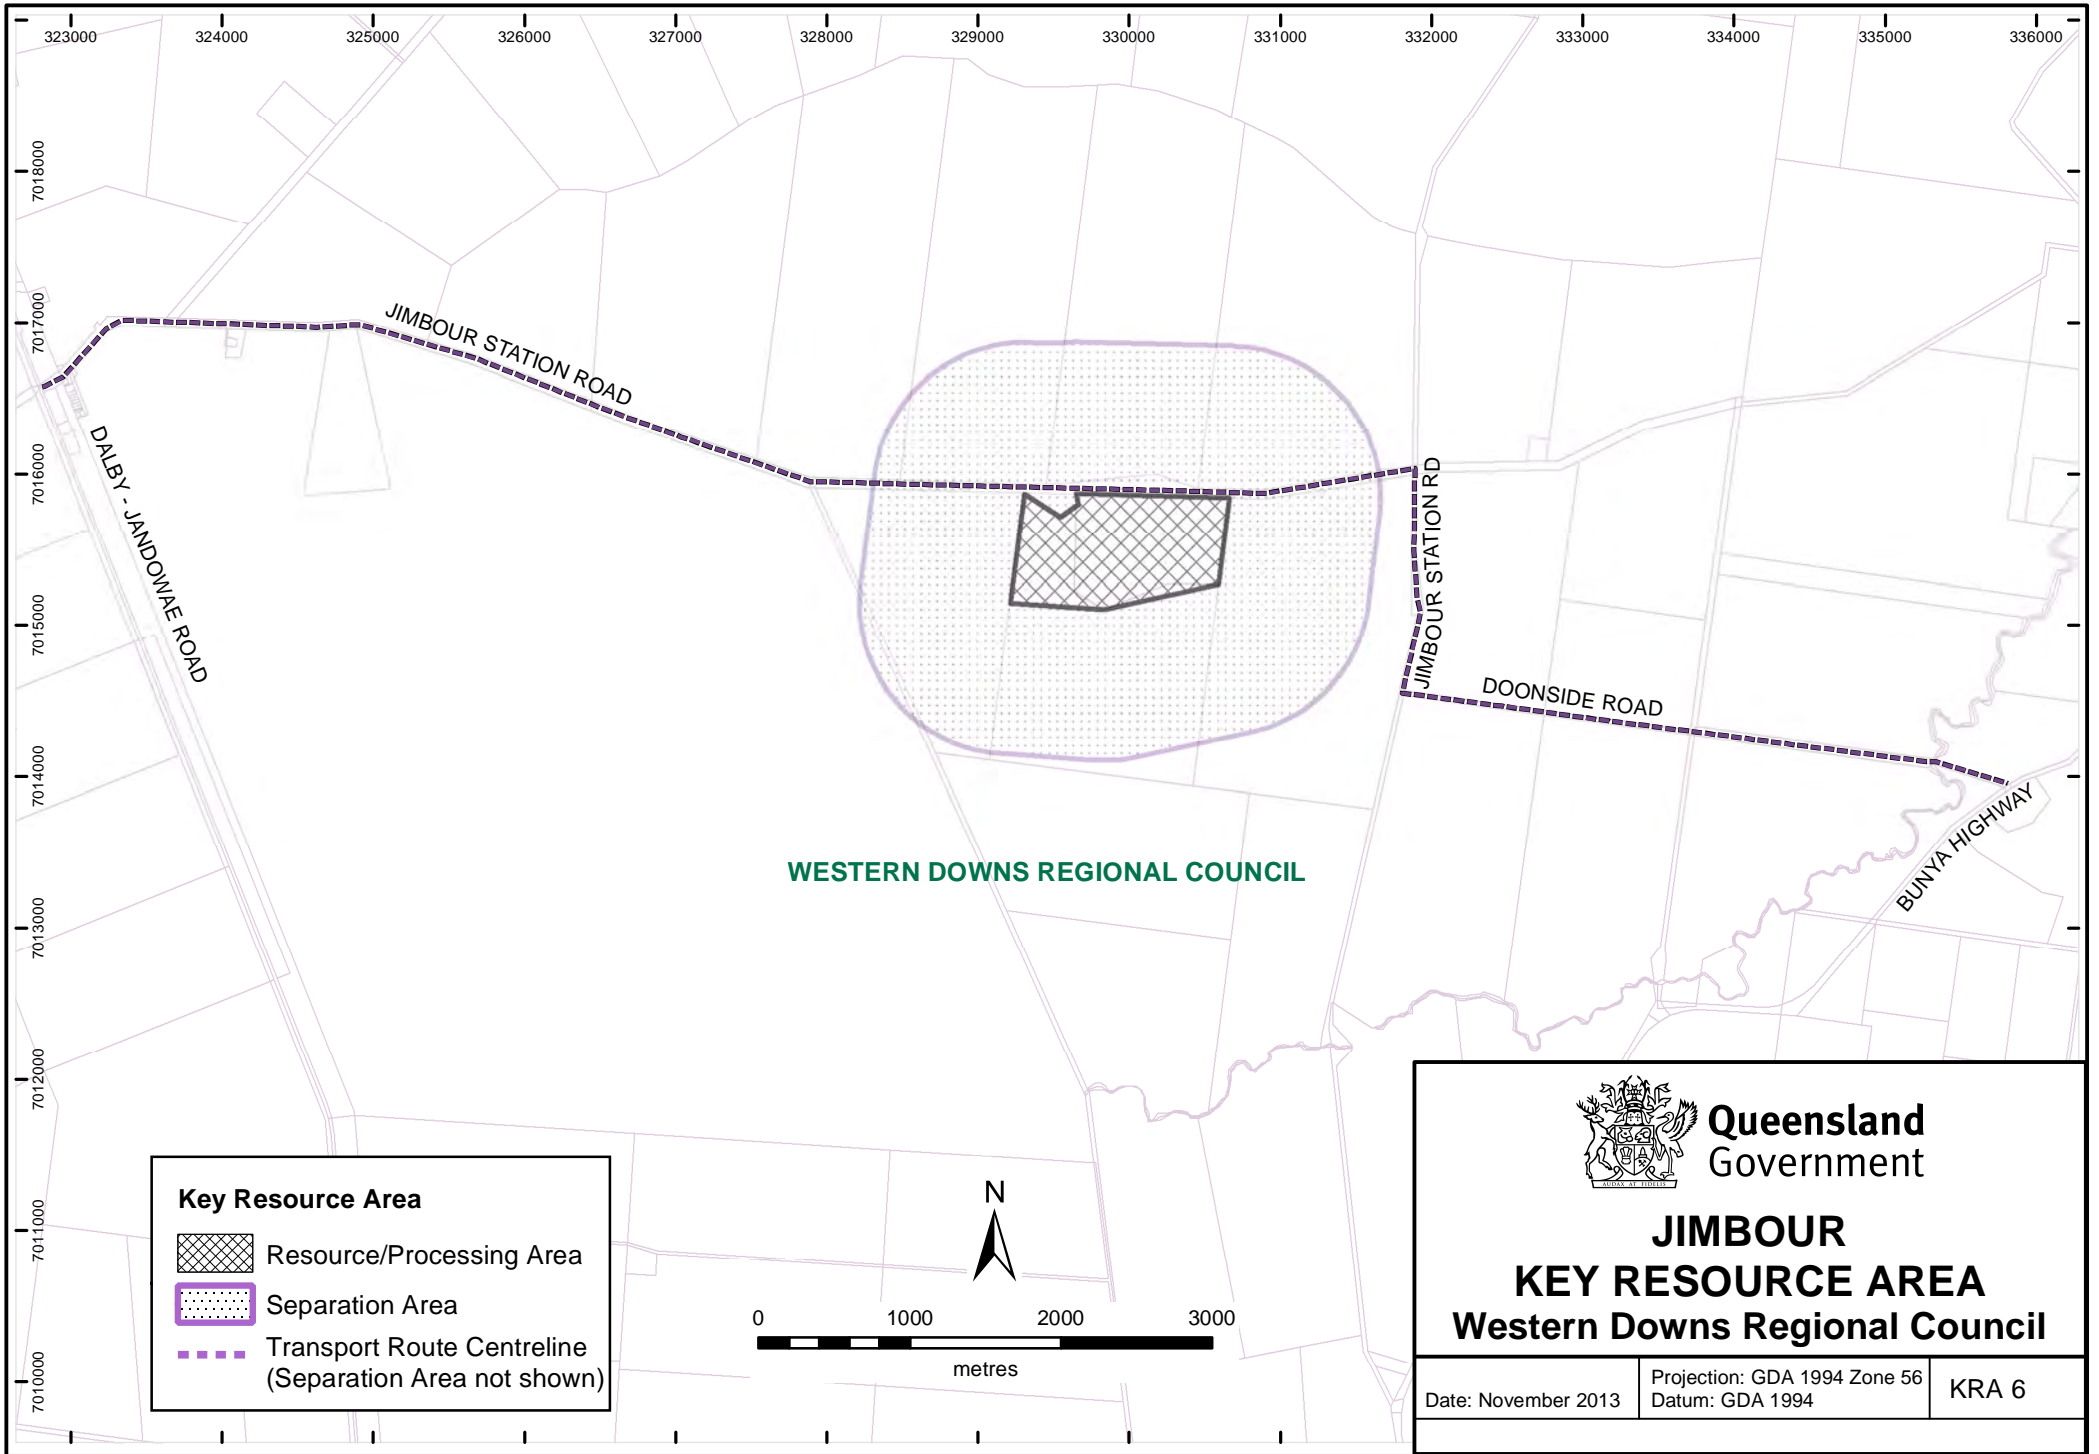 323000
324000
325000
326000
327000
328000
329000
330000
331000
332000
333000
334000
335000
336000
7018000
7017000
7016000
7015000
7014000
7013000
7012000
7011000
7010000
JIMBOUR STATION ROAD
DALBY - JANDOWAE ROAD
JIMBOUR STATION RD
DOONSIDE ROAD
BUNYA HIGHWAY
WESTERN DOWNS REGIONAL COUNCIL
Key Resource Area
Resource/Processing Area
Separation Area
Transport Route Centreline
(Separation Area not shown)
N
0 1000 2000 3000
metres
AUDAX AT FIDELIS
Queensland
Government
JIMBOUR
KEY RESOURCE AREA
Western Downs Regional Council
Date: November 2013
Projection: GDA 1994 Zone 56
Datum: GDA 1994
KRA 6